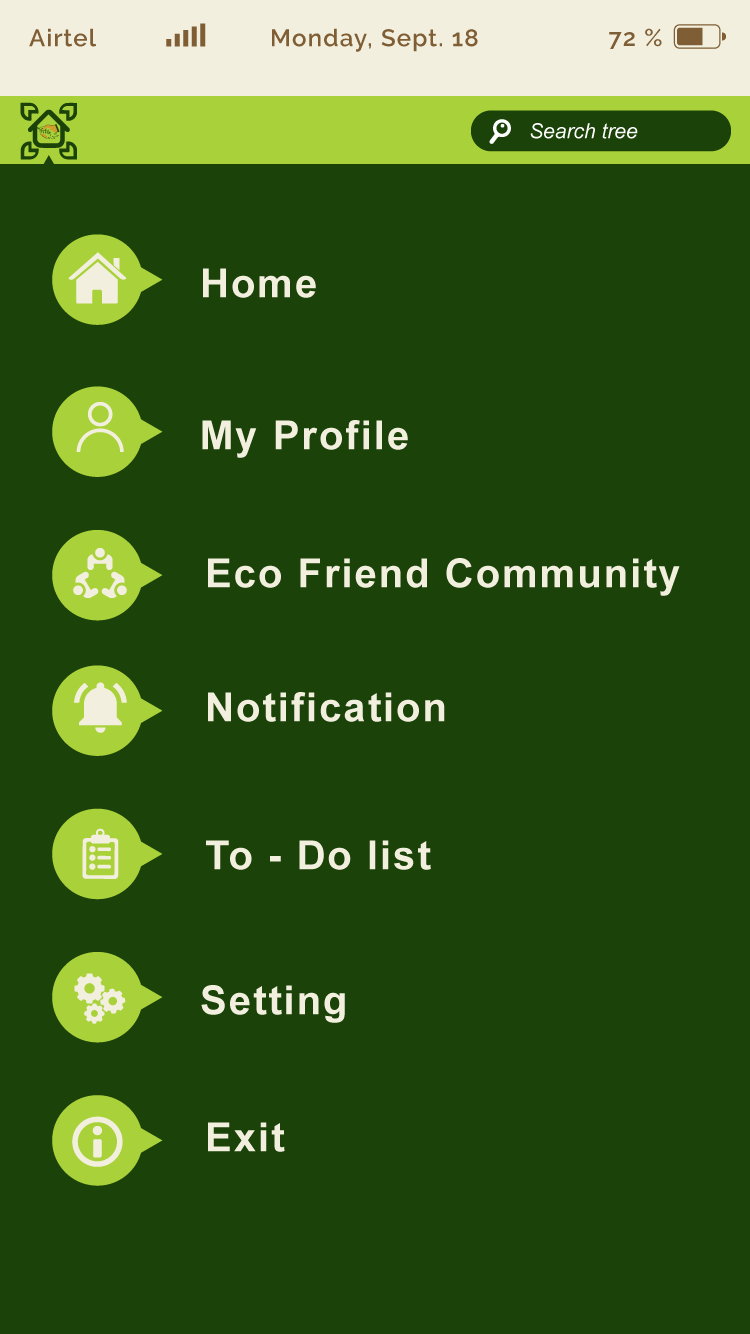 Airtel Monday, Sept. 18 72 %
Search tree
Home
My Profile
Eco Friend Community
Notification
To - Do list
Setting
Exit